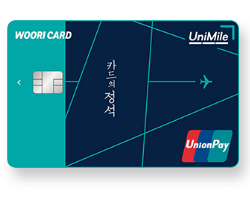 WOORI CARD
UniMile
카드의
정석
UnionPay